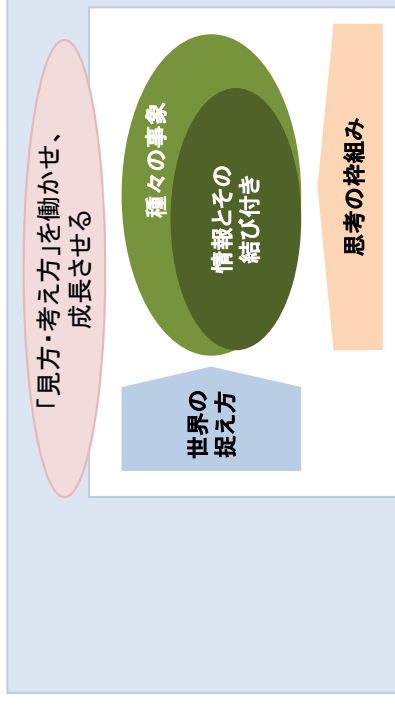 「見方・考え方」を働かせ、
成長させる
種々の事象
情報とその
結び付き
世界の
捉え方
思考の枠組み